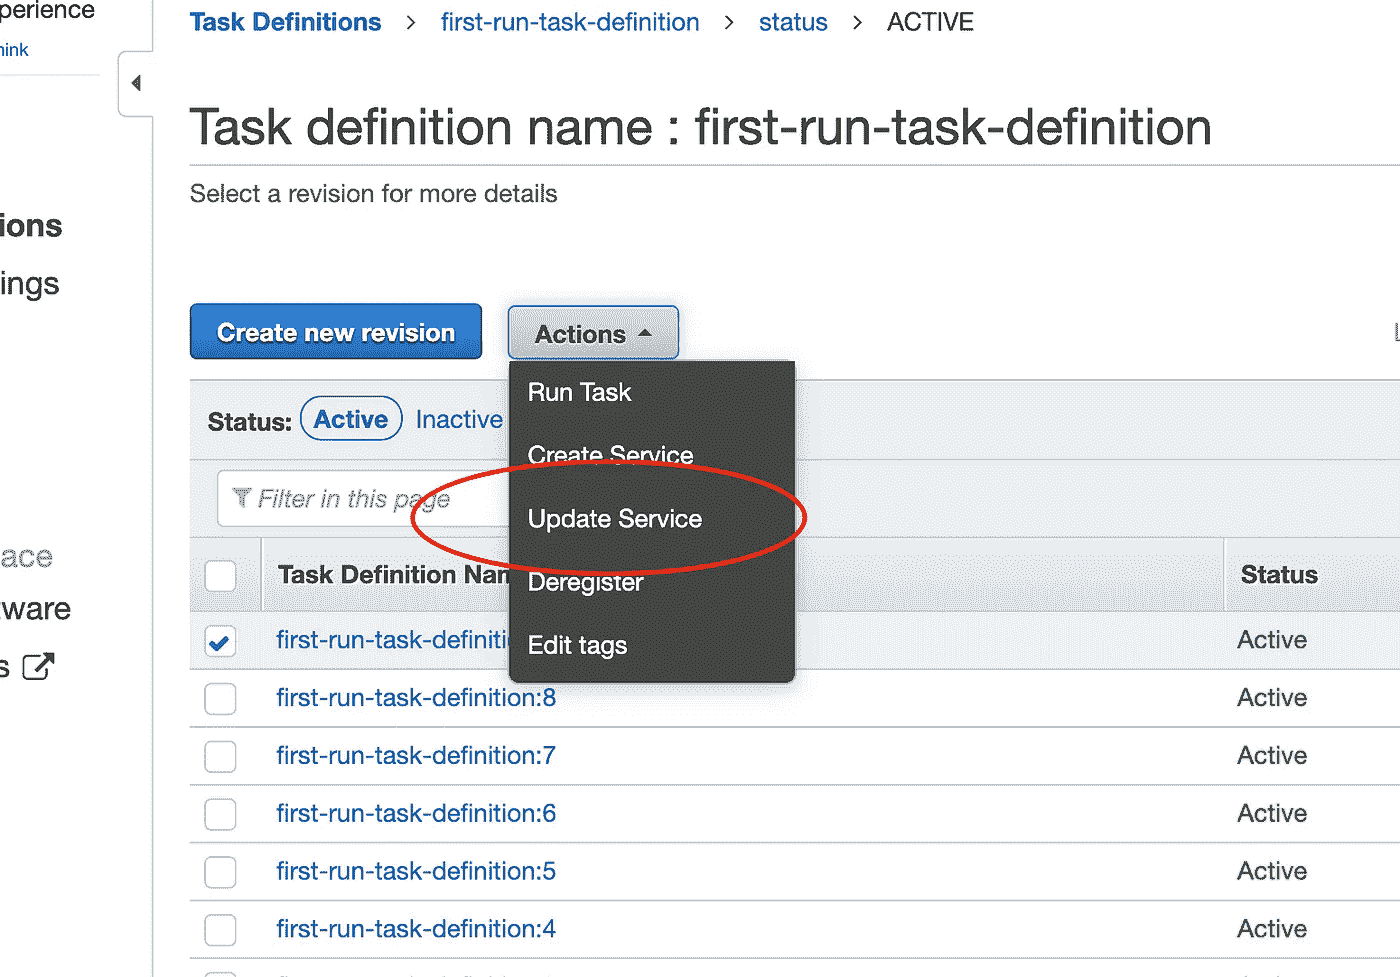 perience
Task Definitions > first-run-task-definition > status > ACTIVE
Task definition name : first-run-task-definition
Select a revision for more details
ions
ings
Create new revision
Actions
Run Task
Create Service
Update Service
Deregister
Edit tags
Status: Active Inactive
Filter in this page
ace
tware
s
Task Definition Nam
Status
first-run-task-definiti
Active
first-run-task-definition:8
Active
first-run-task-definition:7
Active
first-run-task-definition:6
Active
first-run-task-definition:5
Active
first-run-task-definition:4
Active